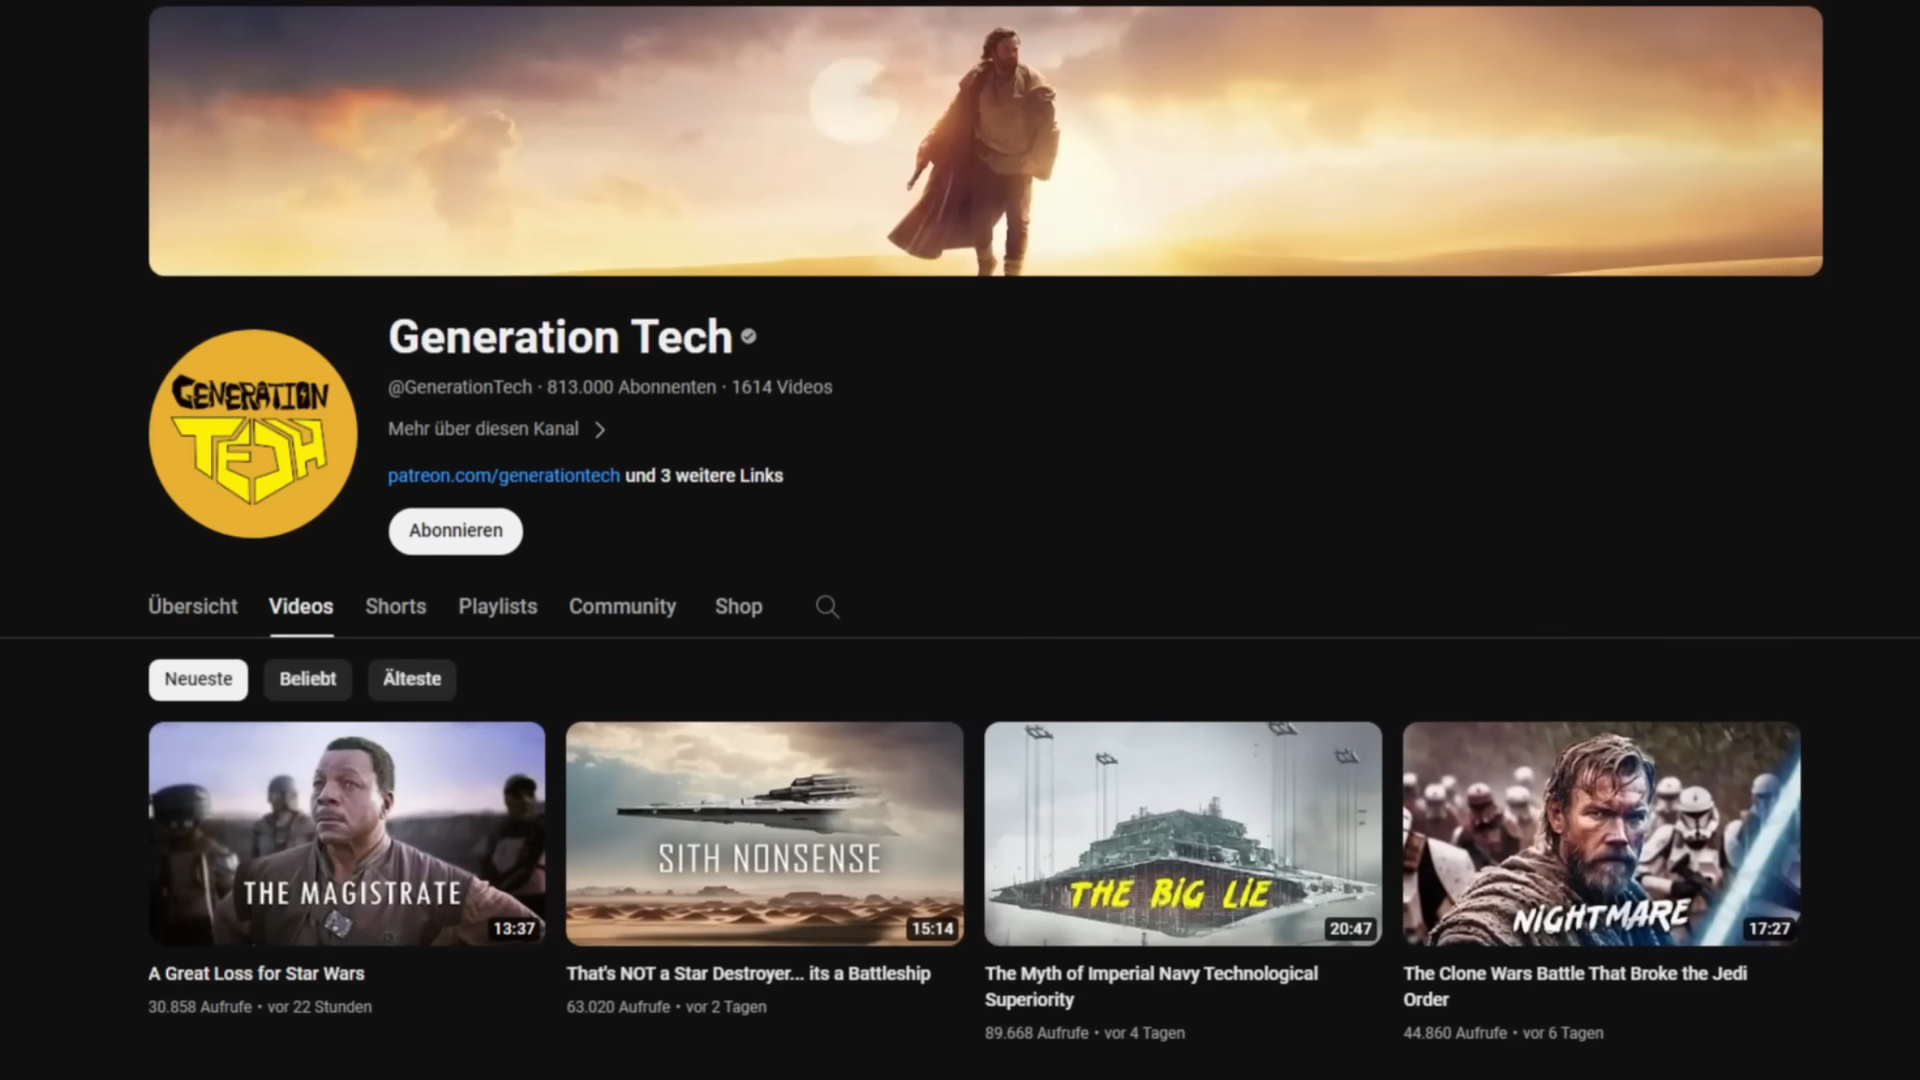 Generation Tech
@GenerationTech · 813.000 Abonnenten · 1614 Videos
Mehr über diesen Kanal
patreon.com/generationtech und 3 weitere Links
Abonnieren
GENERATION
TECH
Übersicht Videos Shorts Playlists Community Shop
Neueste Beliebt Älteste
THE MAGISTRATE
13:37
SITH NONSENSE
15:14
THE BIG LIE
20:47
NIGHTMARE
17:27
A Great Loss for Star Wars
30.858 Aufrufe • vor 22 Stunden
That's NOT a Star Destroyer... its a Battleship
63.020 Aufrufe • vor 2 Tagen
The Myth of Imperial Navy Technological
Superiority
89.668 Aufrufe • vor 4 Tagen
The Clone Wars Battle That Broke the Jedi
Order
44.860 Aufrufe • vor 6 Tagen